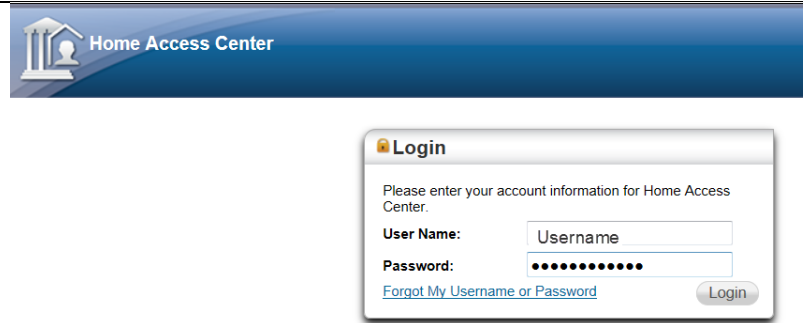 Home Access Center
Login
Please enter your account information for Home Access
Center.
User Name: Username
Password: ●●●●●●●●●●●●
Forgot My Username or Password Login